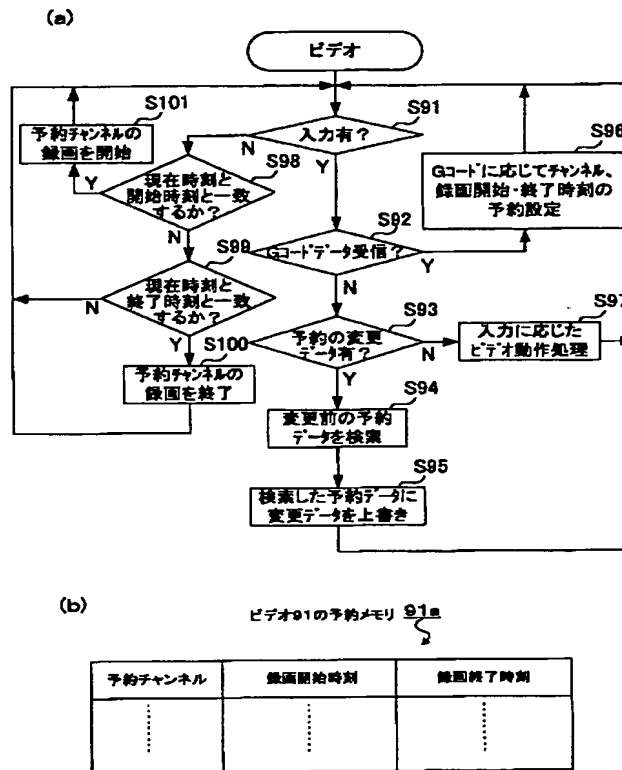 (a)
ビデオ
S91
入力有?
N
Y
S101
予約チャンネルの
録画を開始
S98
現在時刻と
開始時刻と一致
するか?
Y
N
S96
Gコードに応じてチャンネル、
録画開始・終了時刻の
予約設定
S92
Gコードデータ受信?
Y
N
S99
現在時刻と
終了時刻と一致
するか?
N
Y
S93
予約の変更
データ有?
N
Y
S97
入力に応じた
ビデオ動作処理
S100
予約チャンネルの
録画を終了
S94
変更前の予約
データを検索
S95
検索した予約データに
変更データを上書き
(b)
ビデオ91の予約メモリ 91a
予約チャンネル 録画開始時刻 録画終了時刻